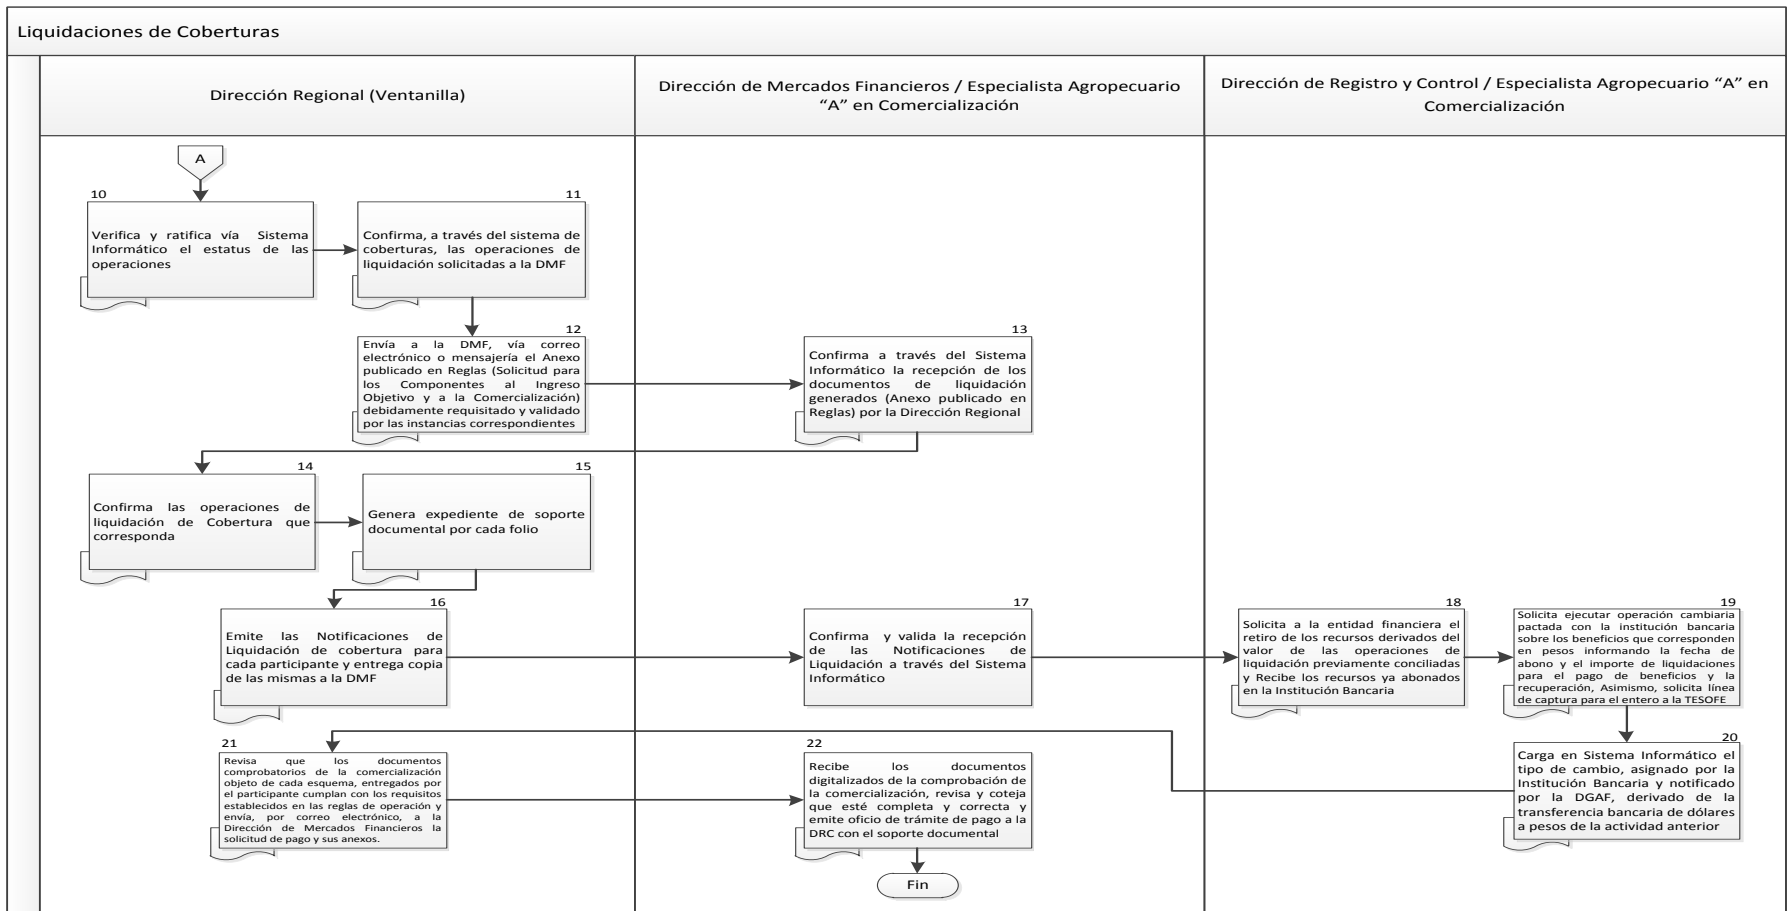 Liquidaciones de Coberturas
Dirección Regional (Ventanilla)
Dirección de Mercados Financieros / Especialista Agropecuario
“A” en Comercialización
Dirección de Registro y Control / Especialista Agropecuario “A” en
Comercialización
A
10
Verifica y ratifica vía Sistema
Informático el estatus de las
operaciones
11
Confirma, a través del sistema de
coberturas, las operaciones de
liquidación solicitadas a la DMF
12
Envía a la DMF, vía correo
electrónico o mensajería el Anexo
publicado en Reglas (Solicitud para
los Componentes al Ingreso
Objetivo y a la Comercialización)
debidamente requisitado y validado
por las instancias correspondientes
13
Confirma a través del Sistema
Informático la recepción de los
documentos de liquidación
generados (Anexo publicado en
Reglas) por la Dirección Regional
14
Confirma las operaciones de
liquidación de Cobertura que
corresponda
15
Genera expediente de soporte
documental por cada folio
16
Emite las Notificaciones de
Liquidación de cobertura para
cada participante y entrega copia
de las mismas a la DMF
17
Confirma y valida la recepción
de las Notificaciones de
Liquidación a través del Sistema
Informático
18
Solicita a la entidad financiera el
retiro de los recursos derivados del
valor de las operaciones de
liquidación previamente conciliadas
y Recibe los recursos ya abonados
en la Institución Bancaria
19
Solicita ejecutar operación cambiaria
pactada con la institución bancaria
sobre los beneficios que corresponden
en pesos informando la fecha de
abono y el importe de liquidaciones
para el pago de beneficios y la
recuperación, Asimismo, solicita línea
de captura para el entero a la TESOFE
20
Carga en Sistema Informático el
tipo de cambio, asignado por la
Institución Bancaria y notificado
por la DGAF, derivado de la
transferencia bancaria de dólares
a pesos de la actividad anterior
21
Revisa que los documentos
comprobatorios de la comercialización
objeto de cada esquema, entregados por
el participante cumplan con los requisitos
establecidos en las reglas de operación y
envía, por correo electrónico, a la
Dirección de Mercados Financieros la
solicitud de pago y sus anexos.
22
Recibe los documentos
digitalizados de la comprobación de
la comercialización, revisa y coteja
que esté completa y correcta y
emite oficio de trámite de pago a la
DRC con el soporte documental
Fin